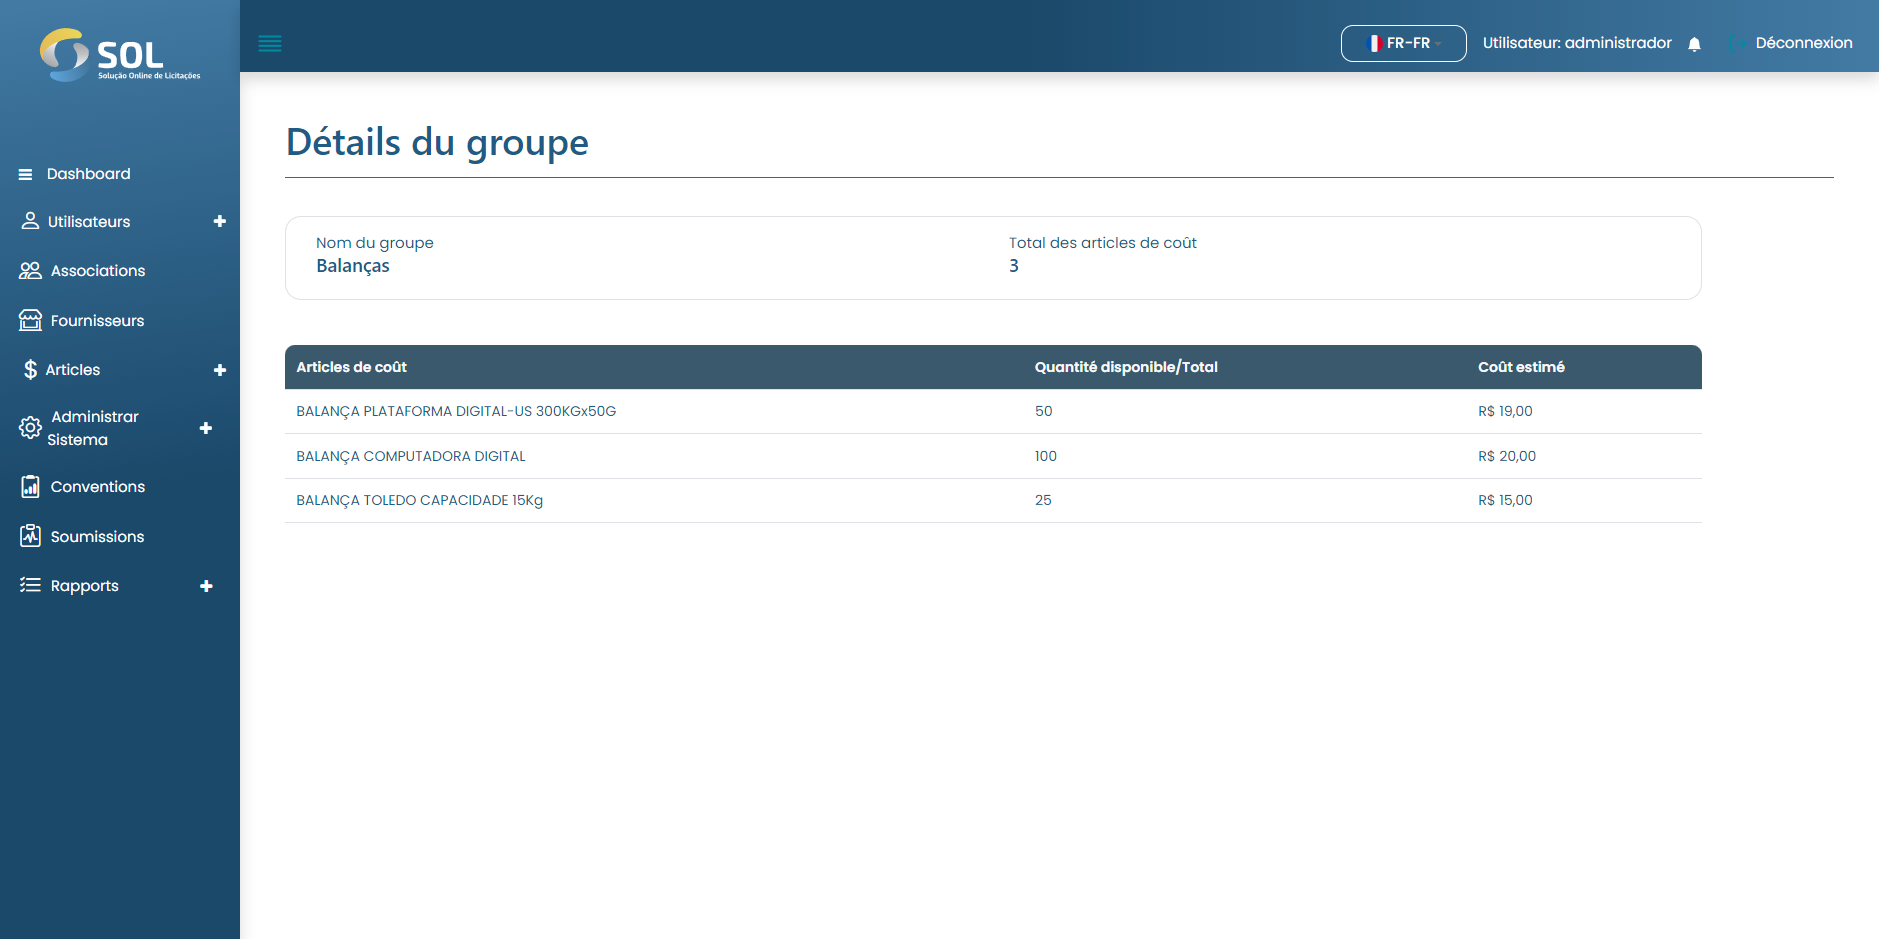 SOL
Solução Online de Licitações
FR-FR
Utilisateur: administrador
Déconnexion
Dashboard
Utilisateurs
Associations
Fournisseurs
Articles
Administrar
Sistema
Conventions
Soumissions
Rapports
Détails du groupe
Nom du groupe
Balanças
Total des articles de coût
3
Articles de coût Quantité disponible/Total Coût estimé
BALANÇA PLATAFORMA DIGITAL-US 300KGx50G 50 R$ 19,00
BALANÇA COMPUTADORA DIGITAL 100 R$ 20,00
BALANÇA TOLEDO CAPACIDADE 15Kg 25 R$ 15,00